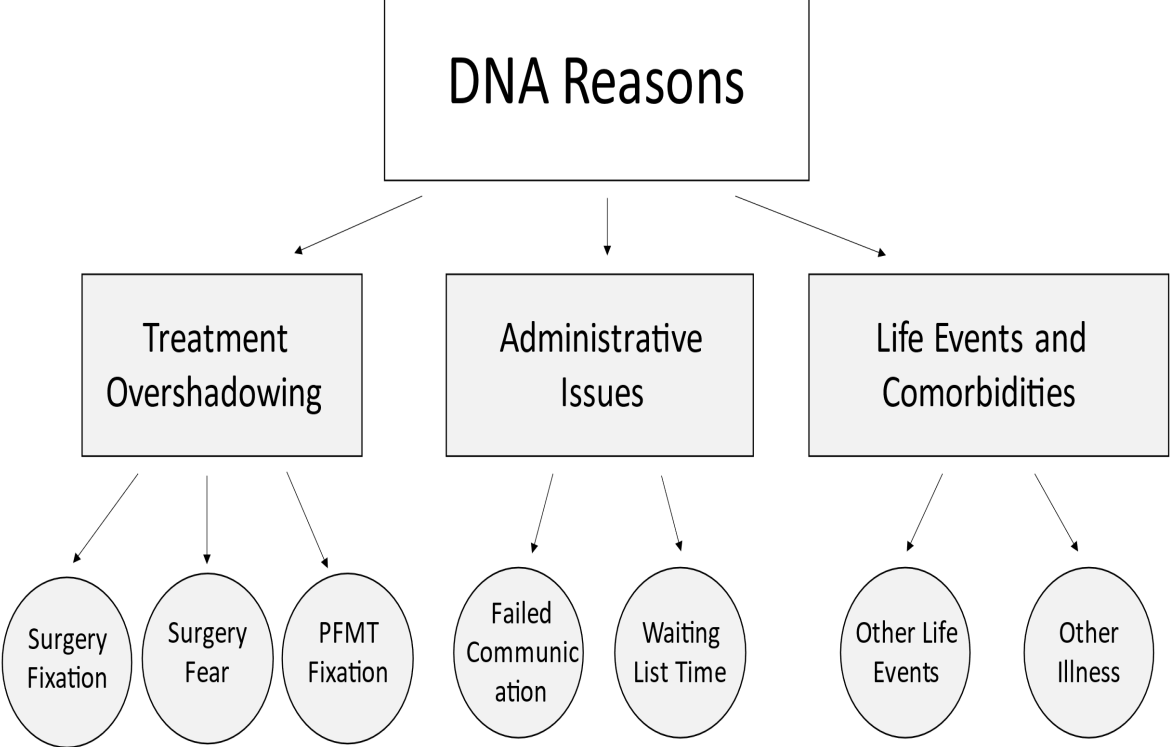 DNA Reasons
Treatment
Overshadowing
Administrative
Issues
Life Events and
Comorbidities
Surgery
Fixation
Surgery
Fear
PFMT
Fixation
Failed
Communic
ation
Waiting
List Time
Other Life
Events
Other
Illness